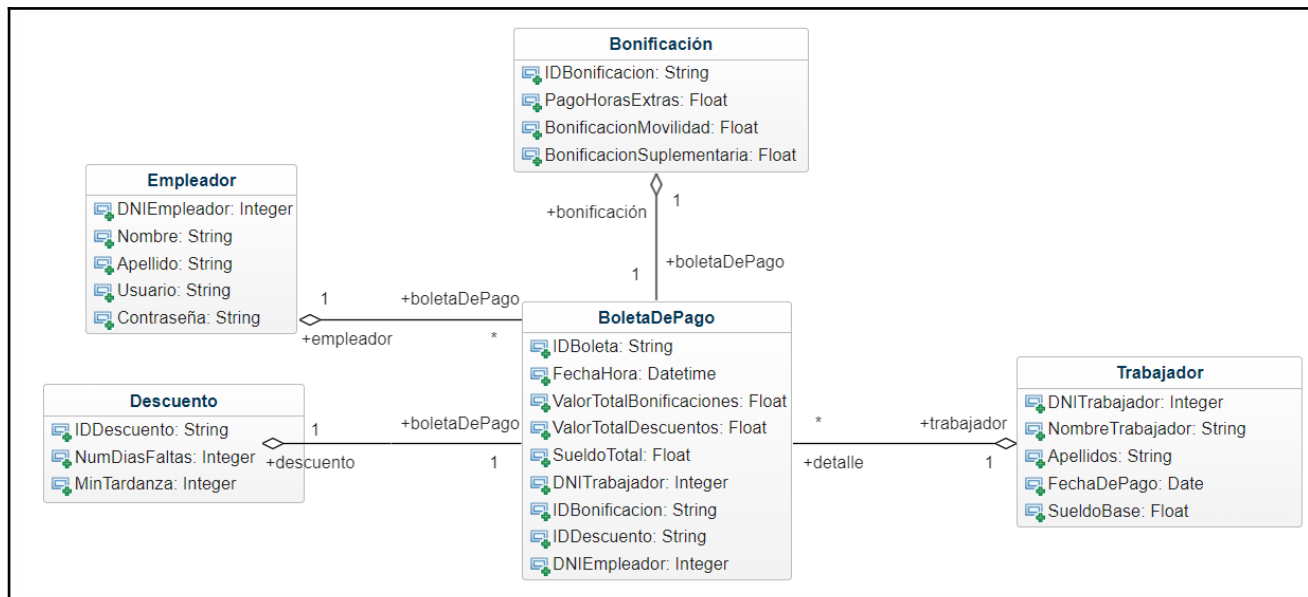 Bonificación
IDBonificacion: String
PagoHorasExtras: Float
BonificacionMovilidad: Float
BonificacionSuplementaria: Float
1
+bonificación
+boletaDePago
1
Empleador
DNIEmpleador: Integer
Nombre: String
Apellido: String
Usuario: String
Contraseña: String
1
+boletaDePago
+empleador
*
Descuento
IDDescuento: String
NumDiasFaltas: Integer
MinTardanza: Integer
1
+boletaDePago
+descuento
1
BoletaDePago
IDBoleta: String
FechaHora: Datetime
ValorTotalBonificaciones: Float
ValorTotalDescuentos: Float
SueldoTotal: Float
DNITrabajador: Integer
IDBonificacion: String
IDDescuento: String
DNIEmpleador: Integer
*
+trabajador
+detalle
1
Trabajador
DNITrabajador: Integer
NombreTrabajador: String
Apellidos: String
FechaDePago: Date
SueldoBase: Float